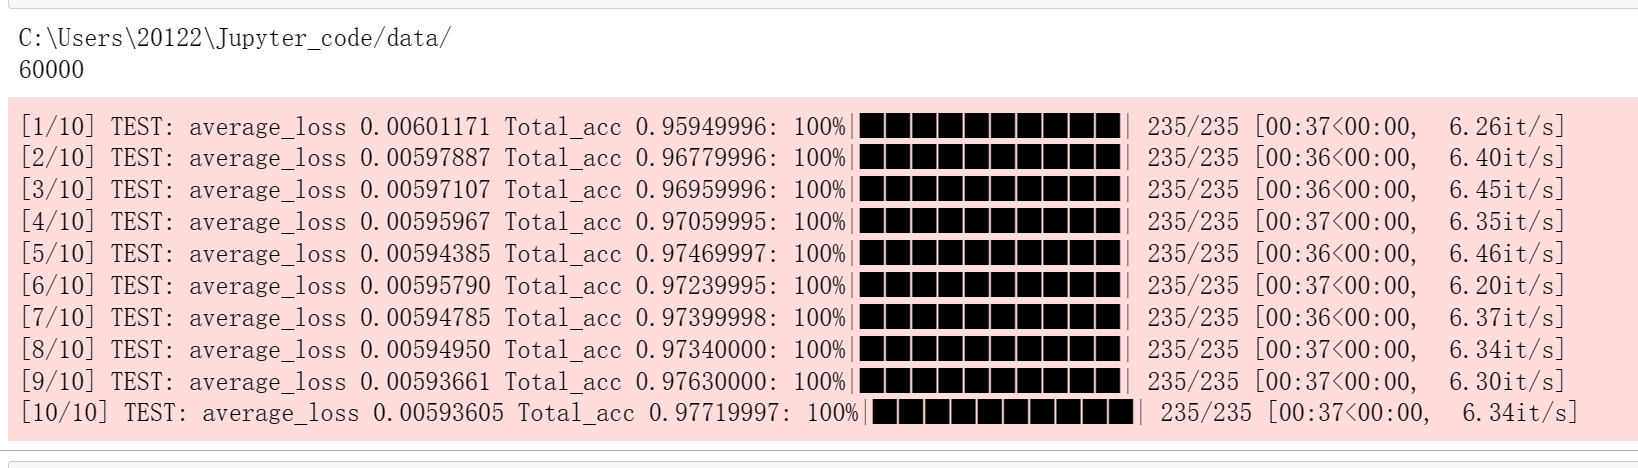 C:\Users\20122\Jupyter_code/data/
60000
[1/10] TEST: average_loss 0.00601171 Total_acc 0.95949996: 100%|██████████| 235/235 [00:37<00:00,  6.26it/s]
[2/10] TEST: average_loss 0.00597887 Total_acc 0.96779996: 100%|██████████| 235/235 [00:36<00:00,  6.40it/s]
[3/10] TEST: average_loss 0.00597107 Total_acc 0.96959996: 100%|██████████| 235/235 [00:36<00:00,  6.45it/s]
[4/10] TEST: average_loss 0.00595967 Total_acc 0.97059995: 100%|██████████| 235/235 [00:37<00:00,  6.35it/s]
[5/10] TEST: average_loss 0.00594385 Total_acc 0.97469997: 100%|██████████| 235/235 [00:36<00:00,  6.46it/s]
[6/10] TEST: average_loss 0.00595790 Total_acc 0.97239995: 100%|██████████| 235/235 [00:37<00:00,  6.20it/s]
[7/10] TEST: average_loss 0.00594785 Total_acc 0.97399998: 100%|██████████| 235/235 [00:36<00:00,  6.37it/s]
[8/10] TEST: average_loss 0.00594950 Total_acc 0.97340000: 100%|██████████| 235/235 [00:37<00:00,  6.34it/s]
[9/10] TEST: average_loss 0.00593661 Total_acc 0.97630000: 100%|██████████| 235/235 [00:37<00:00,  6.30it/s]
[10/10] TEST: average_loss 0.00593605 Total_acc 0.97719997: 100%|██████████| 235/235 [00:37<00:00,  6.34it/s]